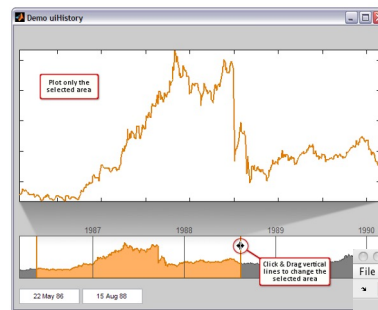 Demo uiHistory
Plot only the
selected area
1987
1988
1989
1990
Click & Drag vertical
lines to change the
selected area
File
22 May 86
15 Aug 88